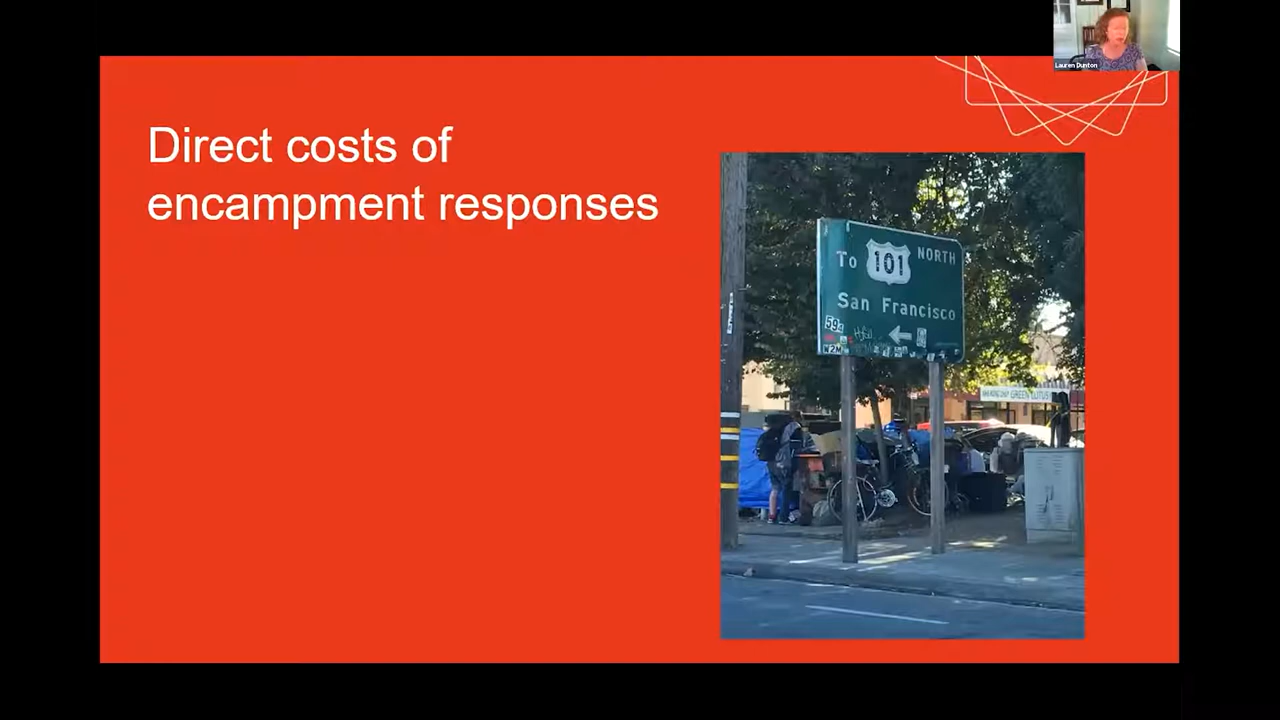 Lauren Dunton
Direct costs of
encampment responses
To 101 NORTH
San Francisco